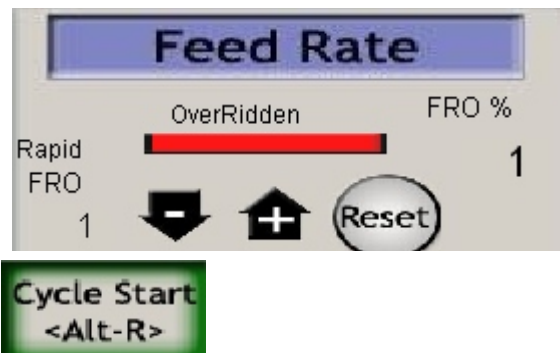 Feed Rate
OverRidden
FRO %
Rapid
FRO
1
1
-
+
Reset
Cycle Start
<Alt-R>